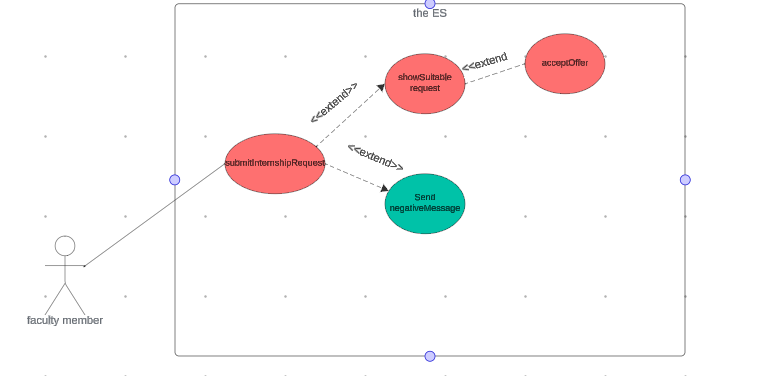 the ES
<<extend
acceptOffer
showSuitable
request
<<extend>>
submitInternshipRequest
<<extend>>
Send
negativeMessage
faculty member